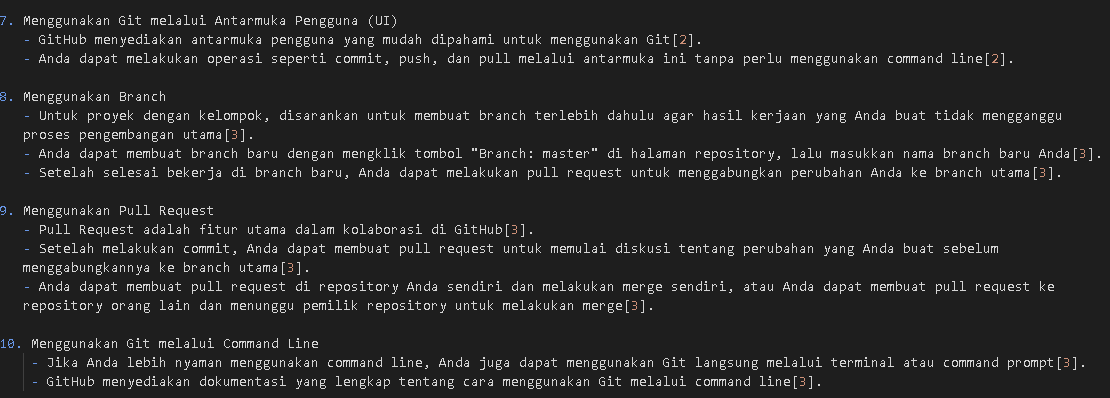 7. Menggunakan Git melalui Antarmuka Pengguna (UI)
- GitHub menyediakan antarmuka pengguna yang mudah dipahami untuk menggunakan Git[2].
- Anda dapat melakukan operasi seperti commit, push, dan pull melalui antarmuka ini tanpa perlu menggunakan command line[2].
8. Menggunakan Branch
- Untuk proyek dengan kelompok, disarankan untuk membuat branch terlebih dahulu agar hasil kerjaan yang Anda buat tidak mengganggu
proses pengembangan utama[3].
- Anda dapat membuat branch baru dengan mengklik tombol "Branch: master" di halaman repository, lalu masukkan nama branch baru Anda[3].
- Setelah selesai bekerja di branch baru, Anda dapat melakukan pull request untuk menggabungkan perubahan Anda ke branch utama[3].
9. Menggunakan Pull Request
- Pull Request adalah fitur utama dalam kolaborasi di GitHub[3].
- Setelah melakukan commit, Anda dapat membuat pull request untuk memulai diskusi tentang perubahan yang Anda buat sebelum
menggabungkannya ke branch utama[3].
- Anda dapat membuat pull request di repository Anda sendiri dan melakukan merge sendiri, atau Anda dapat membuat pull request ke
repository orang lain dan menunggu pemilik repository untuk melakukan merge[3].
10. Menggunakan Git melalui Command Line
- Jika Anda lebih nyaman menggunakan command line, Anda juga dapat menggunakan Git langsung melalui terminal atau command prompt[3].
- GitHub menyediakan dokumentasi yang lengkap tentang cara menggunakan Git melalui command line[3].